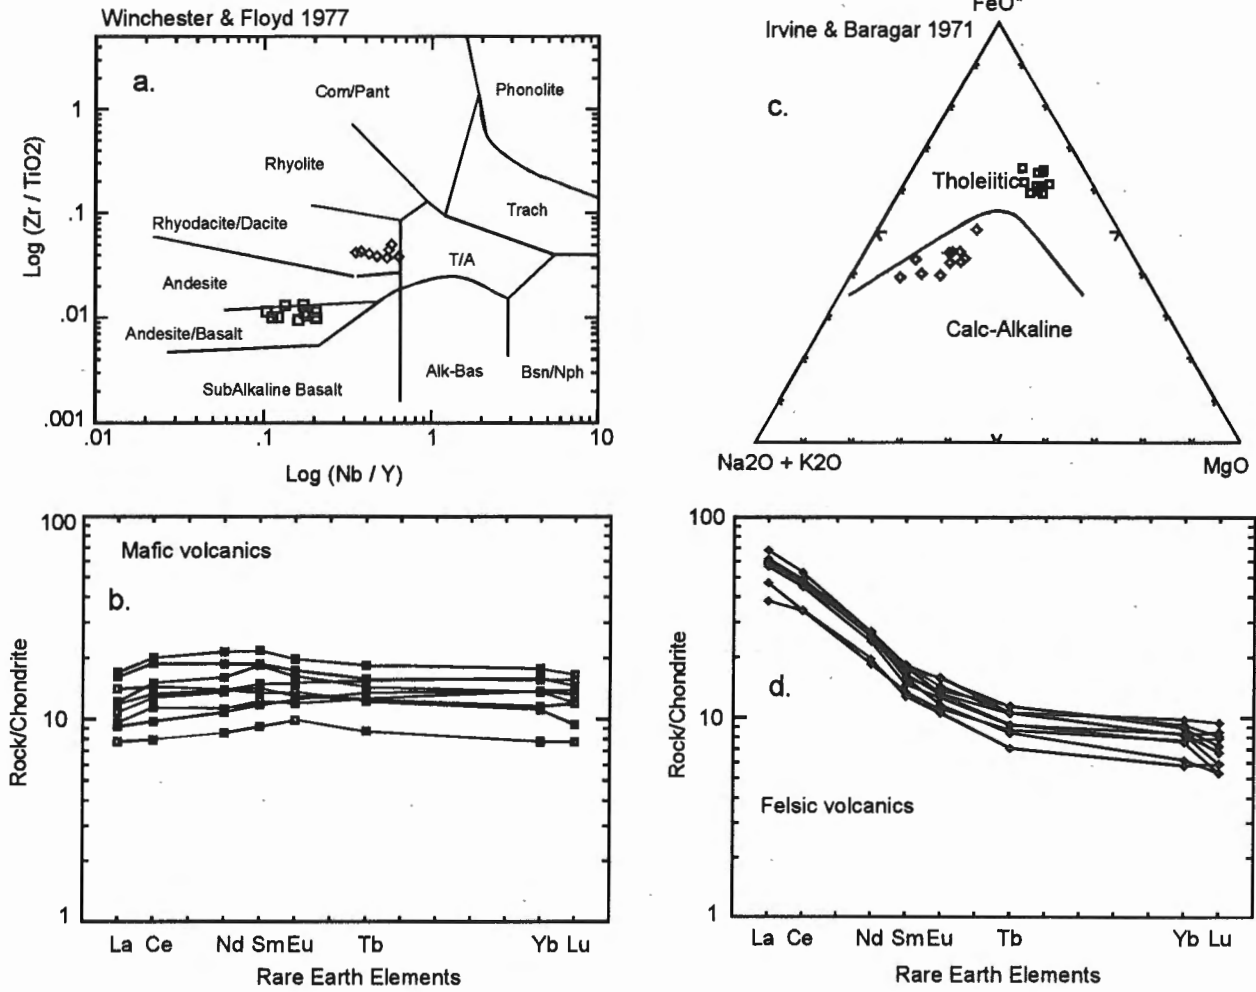 Winchester & Floyd 1977
a.
Com/Pant
Phonolite
Rhyolite
Trach
Rhyodacite/Dacite
T/A
Andesite
Andesite/Basalt
SubAlkaline Basalt
Alk-Bas
Bsn/Nph
Log (Zr / TiO2)
1
.1
.01
.001
.01
.1
1
10
Log (Nb / Y)
FeO*
Irvine & Baragar 1971
c.
Tholeiitic
Calc-Alkaline
Na2O + K2O
MgO
100
Mafic volcanics
b.
Rock/Chondrite
10
1
La Ce Nd Sm Eu Tb Yb Lu
Rare Earth Elements
100
Rock/Chondrite
10
d.
Felsic volcanics
1
La Ce Nd Sm Eu Tb Yb Lu
Rare Earth Elements